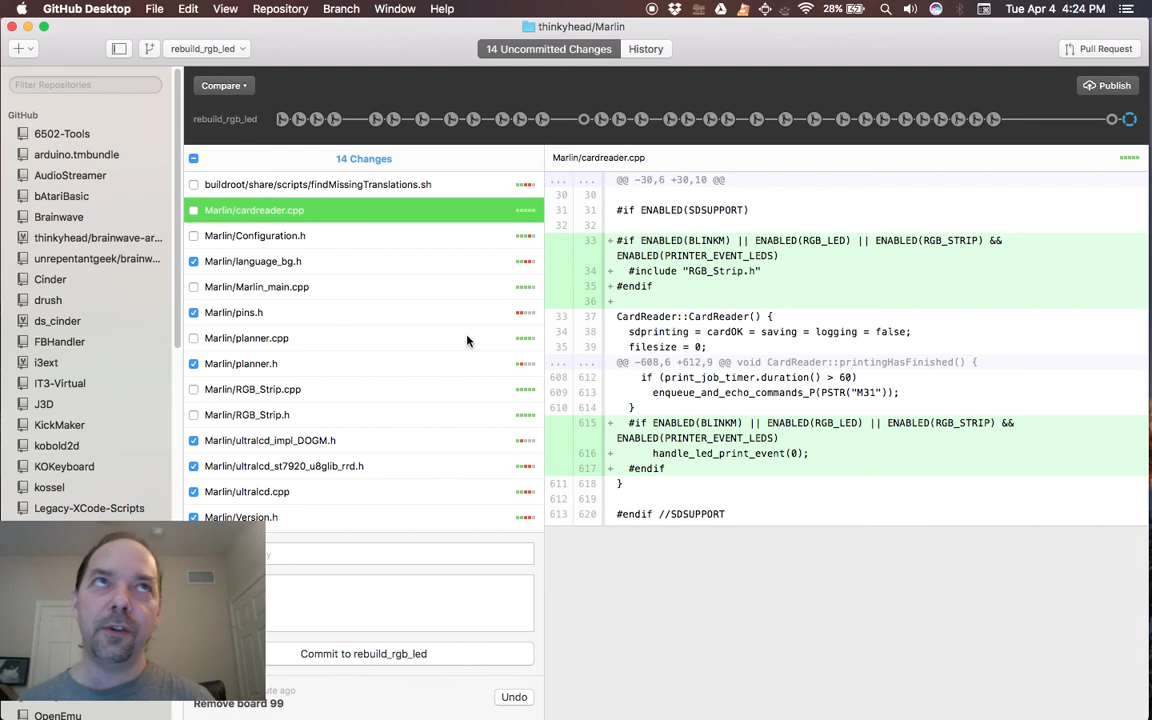 GitHub Desktop File Edit View Repository Branch Window Help 28% Tue Apr 4 4:24 PM
thinkyhead/Marlin
rebuild_rgb_led 14 Uncommitted Changes History Pull Request
Filter Repositories
GitHub
6502-Tools
arduino.tmbundle
AudioStreamer
bAtariBasic
Brainwave
thinkyhead/brainwave-ar...
unrepentantgeek/brainw...
Cinder
drush
ds_cinder
FBHandler
i3ext
IT3-Virtual
J3D
KickMaker
kobold2d
KOKeyboard
kossel
Legacy-XCode-Scripts
OpenEmu
Compare
Publish
rebuild_rgb_led
14 Changes
buildroot/share/scripts/findMissingTranslations.sh
Marlin/cardreader.cpp
Marlin/Configuration.h
Marlin/language_bg.h
Marlin/Marlin_main.cpp
Marlin/pins.h
Marlin/planner.cpp
Marlin/planner.h
Marlin/RGB_Strip.cpp
Marlin/RGB_Strip.h
Marlin/ultralcd_impl_DOGM.h
Marlin/ultralcd_st7920_u8glib_rrd.h
Marlin/ultralcd.cpp
Marlin/Version.h
Commit to rebuild_rgb_led
ute ago
Remove board 99
Undo
Marlin/cardreader.cpp
... ... @@ -30,6 +30,10 @@
30 30
31 31 #if ENABLED(SDSUPPORT)
32 32
33 + #if ENABLED(BLINKM) || ENABLED(RGB_LED) || ENABLED(RGB_STRIP) &&
ENABLED(PRINTER_EVENT_LEDS)
34 + #include "RGB_Strip.h"
35 + #endif
36 +
33 37 CardReader::CardReader() {
34 38 sdprinting = cardOK = saving = logging = false;
35 39 filesize = 0;
... ... @@ -608,6 +612,9 @@ void CardReader::printingHasFinished() {
608 612 if (print_job_timer.duration() > 60)
609 613 enqueue_and_echo_commands_P(PSTR("M31"));
610 614 }
615 + #if ENABLED(BLINKM) || ENABLED(RGB_LED) || ENABLED(RGB_STRIP) &&
ENABLED(PRINTER_EVENT_LEDS)
616 + handle_led_print_event(0);
617 + #endif
611 618 }
612 619
613 620 #endif //SDSUPPORT